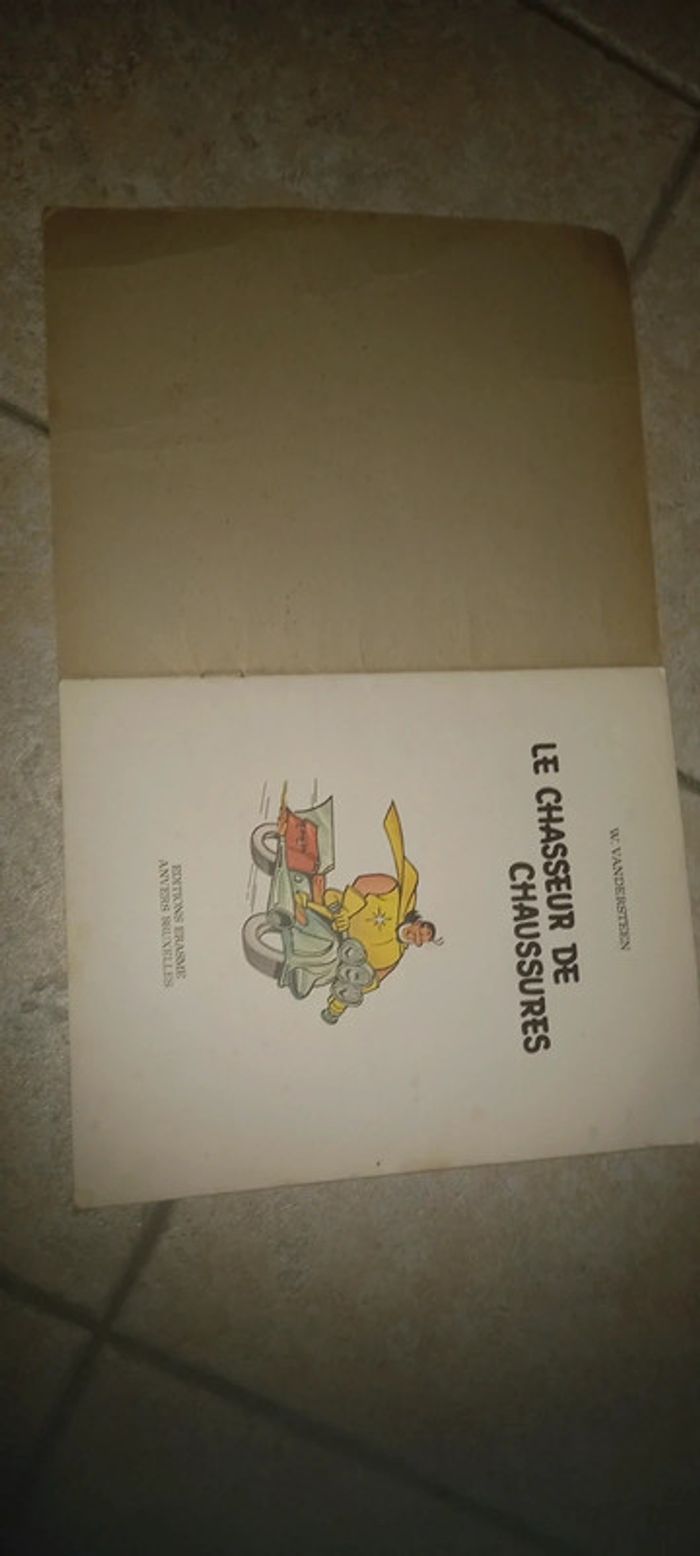 W. VANDERSTEEN
LE CHASSEUR DE
CHAUSSURES
EDITIONS ERASME
ANVERS BRUXELLES